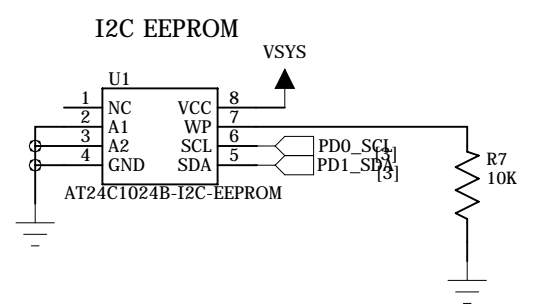 I2C EEPROM
VSYS
U1
1 NC VCC 8
2 A1 WP 7
3 A2 SCL 6 PD0_SCL [3]
4 GND SDA 5 PD1_SDA [3]
R7
10K
AT24C1024B-I2C-EEPROM